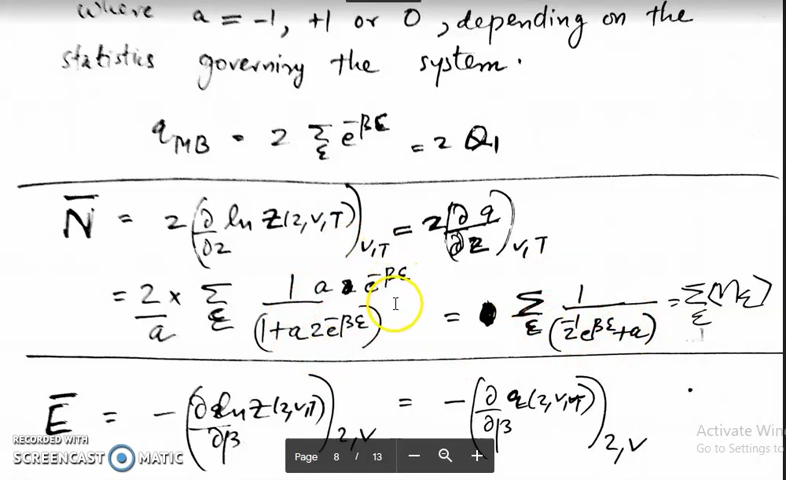 where a = -1, +1 or 0, depending on the
statistics governing the system.
q_MB = z Σ_ε e^{-βε} = z Q_1
N̄ = z (∂/∂z ln Z(z,V,T))_{V,T} = z (∂q/∂z)_{V,T}
= z/a × Σ_ε 1 a e^{-βε} / (1+a z e^{-βε}) = Σ_ε 1/(z^{-1} e^{βε} + a) = Σ_ε ⟨n_ε⟩
Ē = -(∂ ln Z(z,V,T)/∂β)_{z,V} = -(∂/∂β q(z,V,T))_{z,V}
RECORDED WITH
SCREENCAST MATIC
Page 8 / 13
Activate Win
Go to Settings to